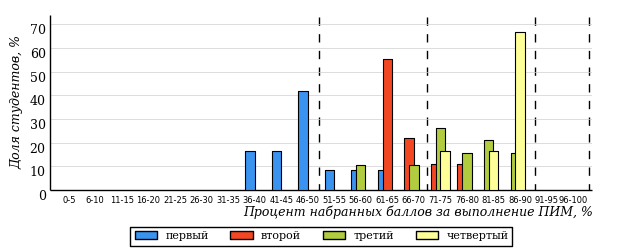 Доля студентов, %
70
60
50
40
30
20
10
0
0-5 6-10 11-15 16-20 21-25 26-30 31-35 36-40 41-45 46-50 51-55 56-60 61-65 66-70 71-75 76-80 81-85 86-90 91-95 96-100
Процент набранных баллов за выполнение ПИМ, %
первый второй третий четвертый